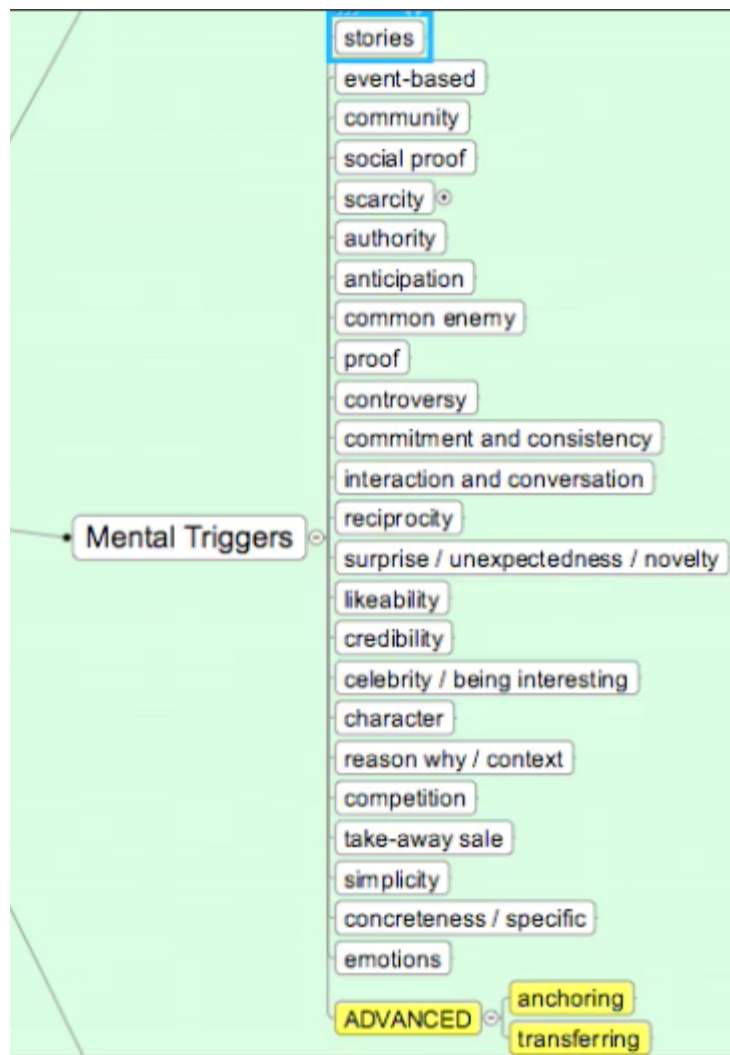 stories
event-based
community
social proof
scarcity
authority
anticipation
common enemy
proof
controversy
commitment and consistency
interaction and conversation
reciprocity
Mental Triggers
surprise / unexpectedness / novelty
likeability
credibility
celebrity / being interesting
character
reason why / context
competition
take-away sale
simplicity
concreteness / specific
emotions
ADVANCED
anchoring
transferring